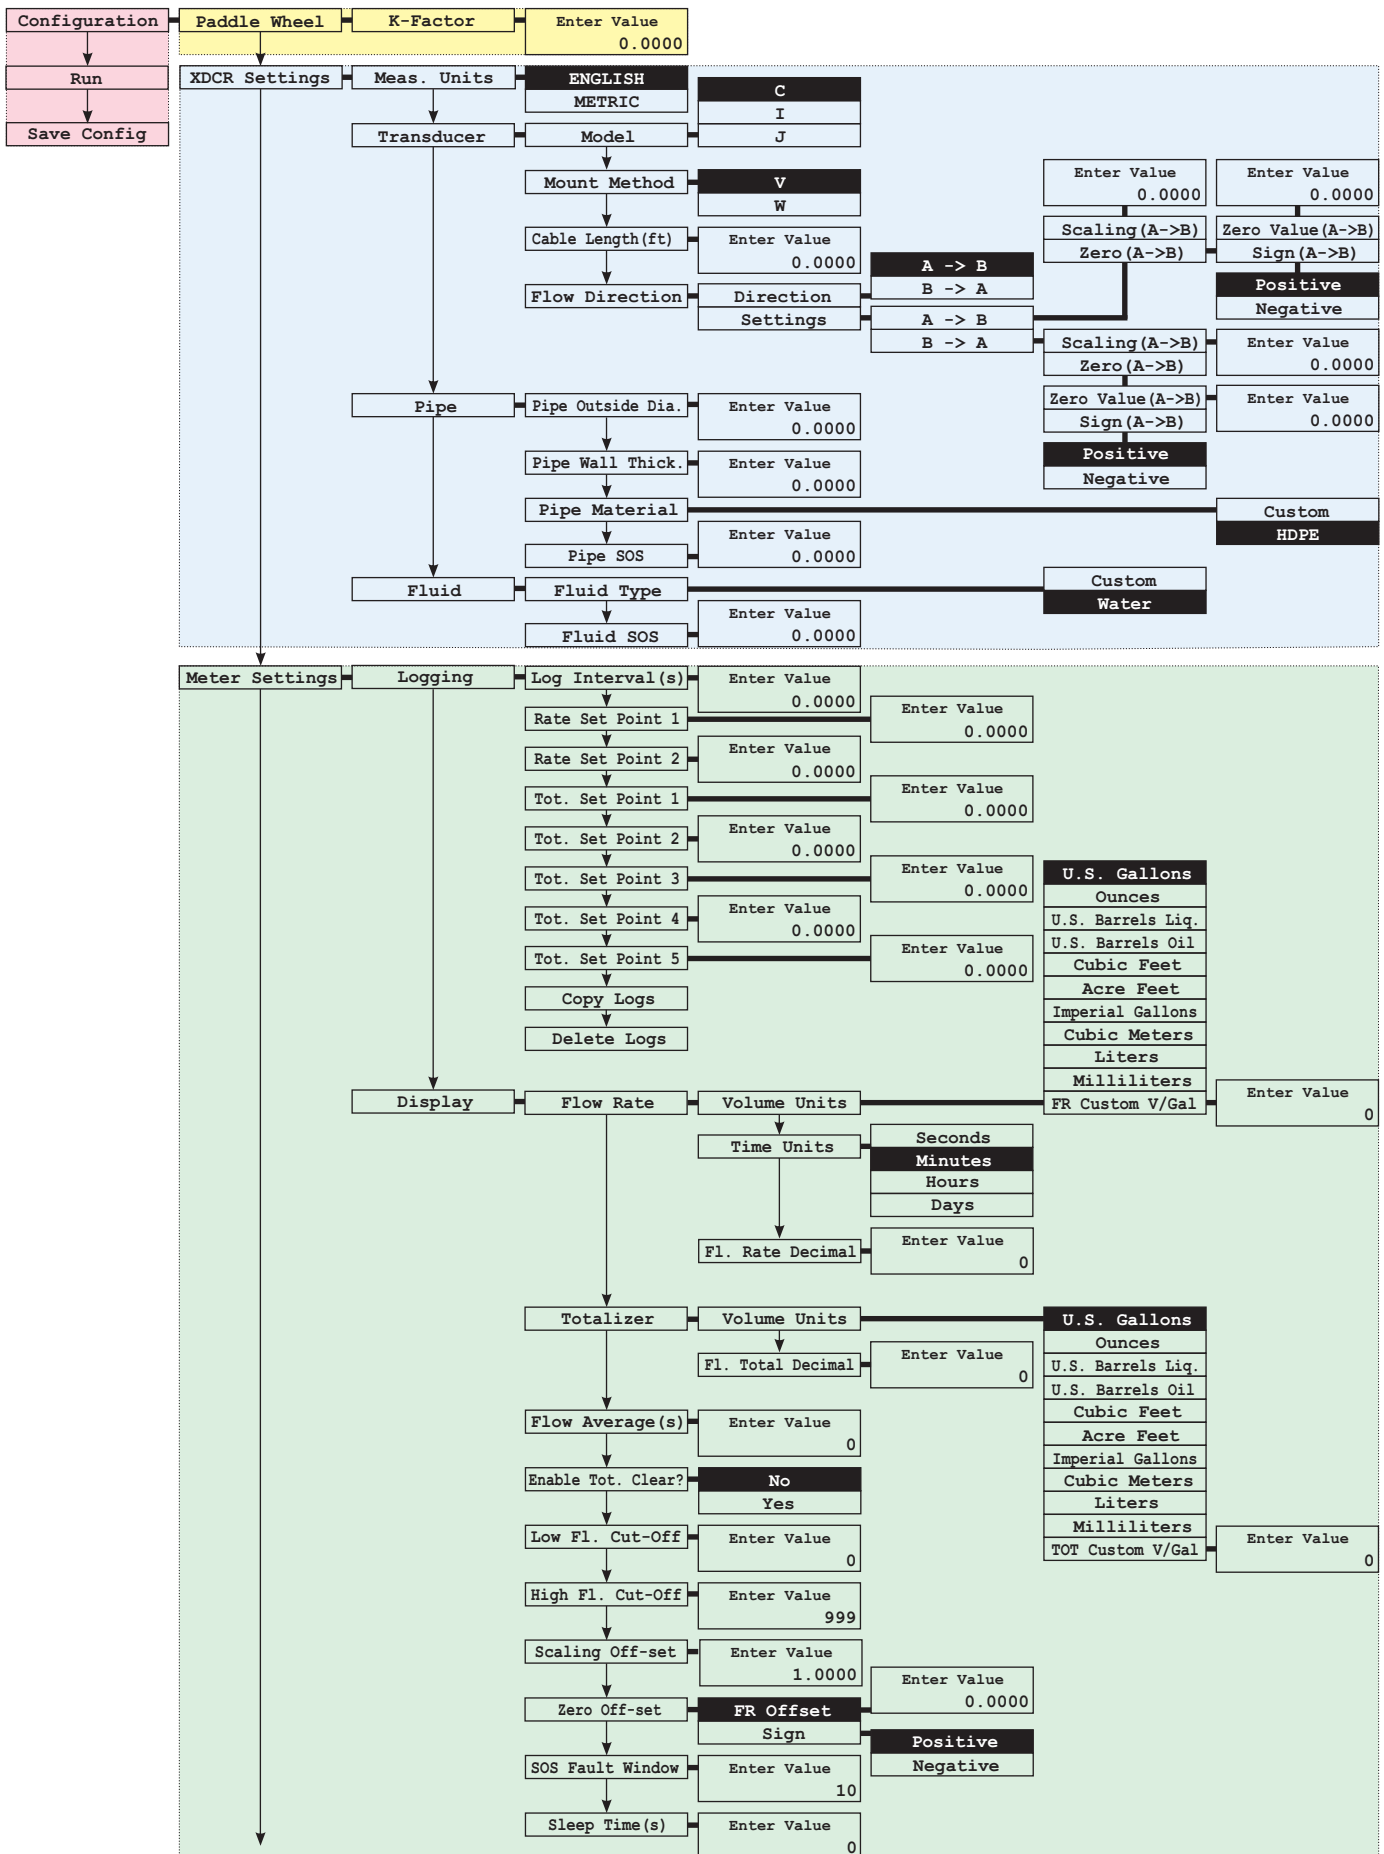 Configuration
Run
Save Config
Paddle Wheel
K-Factor
Enter Value
0.0000
XDCR Settings
Meas. Units
ENGLISH
METRIC
Transducer
Model
C
I
J
Mount Method
V
W
Cable Length(ft)
Enter Value
0.0000
Flow Direction
Direction
A -> B
B -> A
Settings
A -> B
B -> A
Enter Value
0.0000
Scaling(A->B)
Zero(A->B)
Enter Value
0.0000
Zero Value(A->B)
Sign(A->B)
Positive
Negative
Scaling(A->B)
Zero(A->B)
Enter Value
0.0000
Zero Value(A->B)
Sign(A->B)
Enter Value
0.0000
Positive
Negative
Pipe
Pipe Outside Dia.
Enter Value
0.0000
Pipe Wall Thick.
Enter Value
0.0000
Pipe Material
Custom
HDPE
Pipe SOS
Enter Value
0.0000
Fluid
Fluid Type
Custom
Water
Fluid SOS
Enter Value
0.0000
Meter Settings
Logging
Log Interval(s)
Enter Value
0.0000
Rate Set Point 1
Enter Value
0.0000
Rate Set Point 2
Enter Value
0.0000
Tot. Set Point 1
Enter Value
0.0000
Tot. Set Point 2
Enter Value
0.0000
Tot. Set Point 3
Enter Value
0.0000
Tot. Set Point 4
Enter Value
0.0000
Tot. Set Point 5
Enter Value
0.0000
Copy Logs
Delete Logs
Display
Flow Rate
Volume Units
U.S. Gallons
Ounces
U.S. Barrels Liq.
U.S. Barrels Oil
Cubic Feet
Acre Feet
Imperial Gallons
Cubic Meters
Liters
Milliliters
FR Custom V/Gal
Enter Value
0
Time Units
Seconds
Minutes
Hours
Days
Fl. Rate Decimal
Enter Value
0
Totalizer
Volume Units
U.S. Gallons
Ounces
U.S. Barrels Liq.
U.S. Barrels Oil
Cubic Feet
Acre Feet
Imperial Gallons
Cubic Meters
Liters
Milliliters
TOT Custom V/Gal
Enter Value
0
Fl. Total Decimal
Enter Value
0
Flow Average(s)
Enter Value
0
Enable Tot. Clear?
No
Yes
Low Fl. Cut-Off
Enter Value
0
High Fl. Cut-Off
Enter Value
999
Scaling Off-set
Enter Value
1.0000
Zero Off-set
FR Offset
Sign
Enter Value
0.0000
Positive
Negative
SOS Fault Window
Enter Value
10
Sleep Time(s)
Enter Value
0